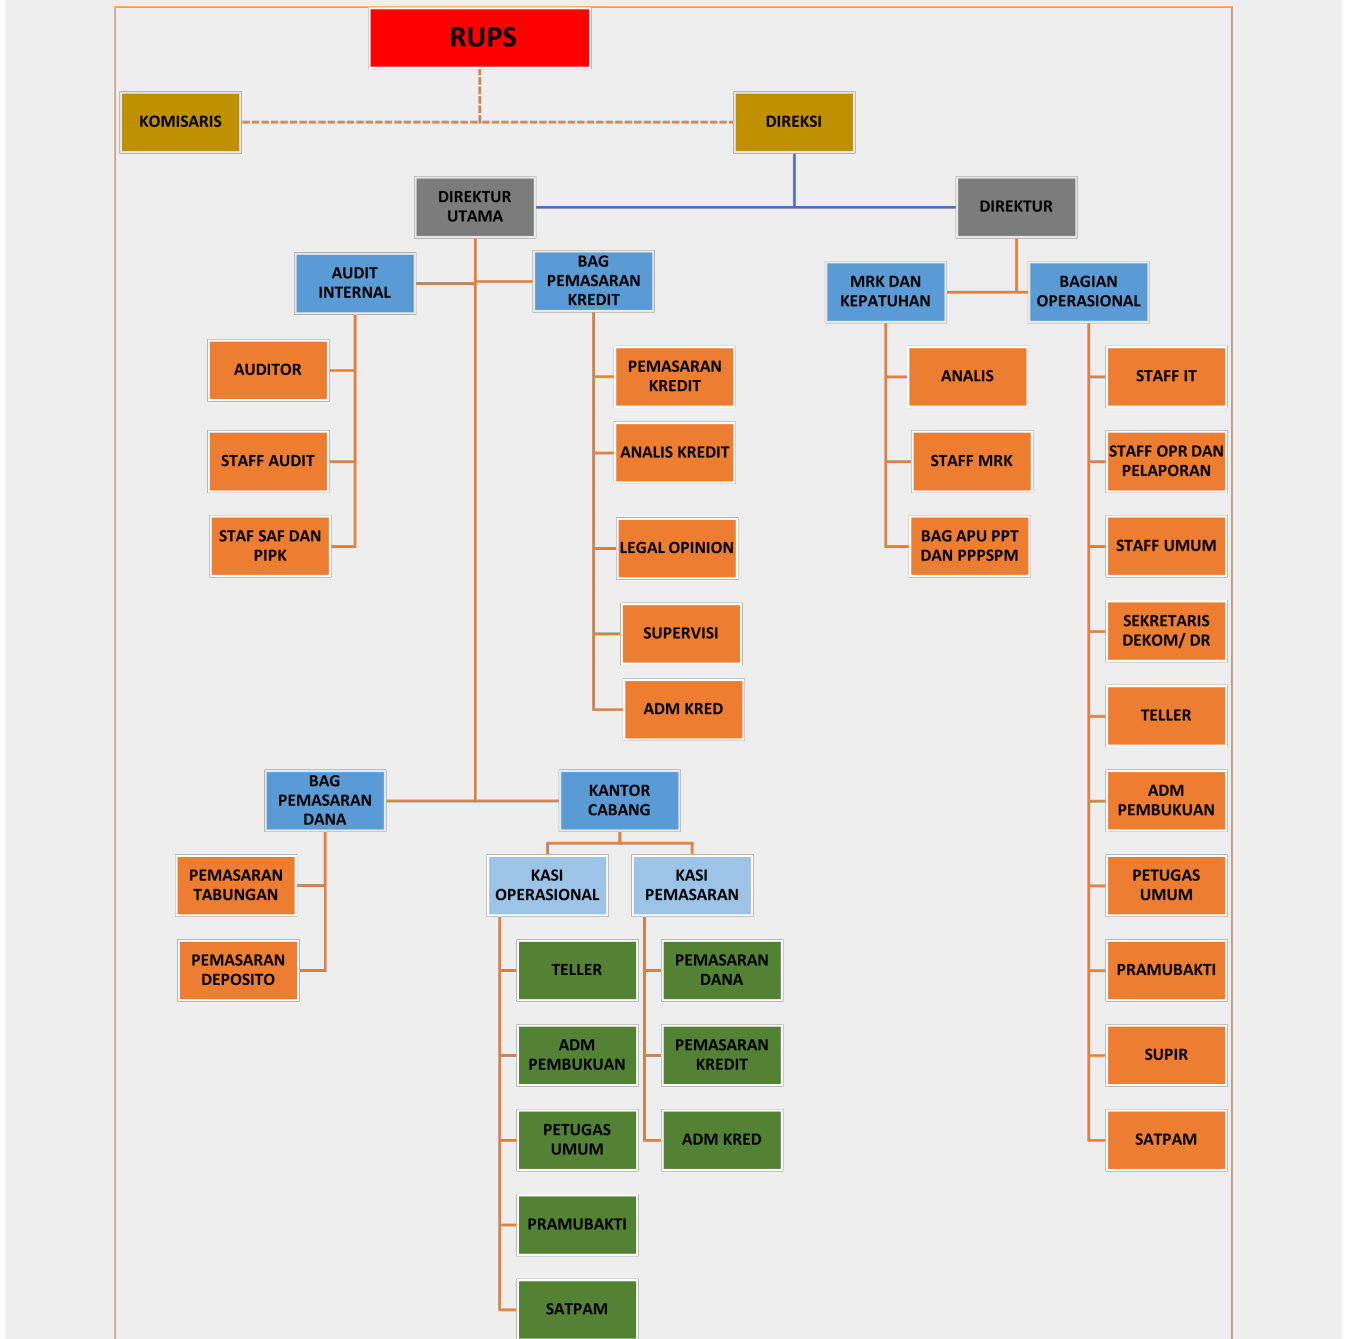 RUPS
KOMISARIS
DIREKSI
DIREKTUR
UTAMA
DIREKTUR
AUDIT
INTERNAL
BAG
PEMASARAN
KREDIT
MRK DAN
KEPATUHAN
BAGIAN
OPERASIONAL
AUDITOR
STAFF AUDIT
STAF SAF DAN
PIPK
PEMASARAN
KREDIT
ANALIS KREDIT
LEGAL OPINION
SUPERVISI
ADM KRED
ANALIS
STAFF MRK
BAG APU PPT
DAN PPPSPM
STAFF IT
STAFF OPR DAN
PELAPORAN
STAFF UMUM
SEKRETARIS
DEKOM/ DR
TELLER
ADM
PEMBUKUAN
PETUGAS
UMUM
PRAMUBAKTI
SUPIR
SATPAM
BAG
PEMASARAN
DANA
KANTOR
CABANG
PEMASARAN
TABUNGAN
PEMASARAN
DEPOSITO
KASI
OPERASIONAL
KASI
PEMASARAN
TELLER
ADM
PEMBUKUAN
PETUGAS
UMUM
PRAMUBAKTI
SATPAM
PEMASARAN
DANA
PEMASARAN
KREDIT
ADM KRED